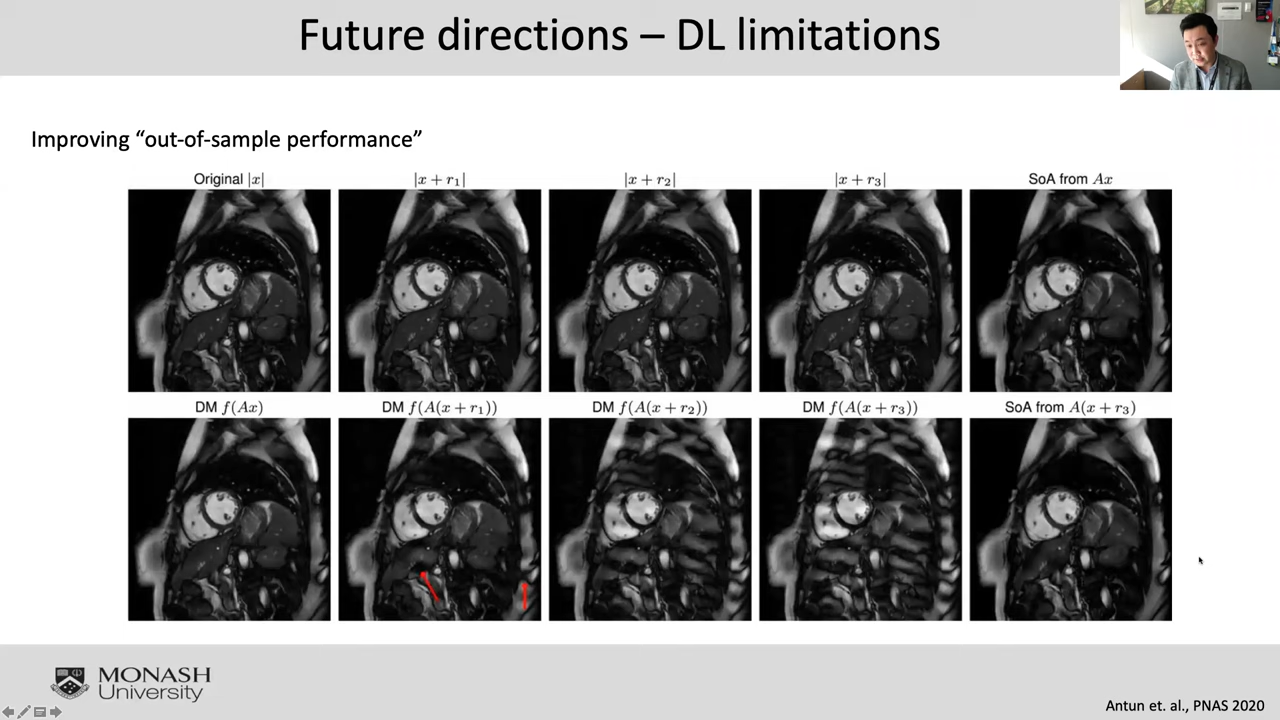 Future directions – DL limitations
Improving “out-of-sample performance”
Original |x|
|x + r₁|
|x + r₂|
|x + r₃|
SoA from Ax
DM f(Ax)
DM f(A(x + r₁))
DM f(A(x + r₂))
DM f(A(x + r₃))
SoA from A(x + r₃)
MONASH
University
Antun et. al., PNAS 2020